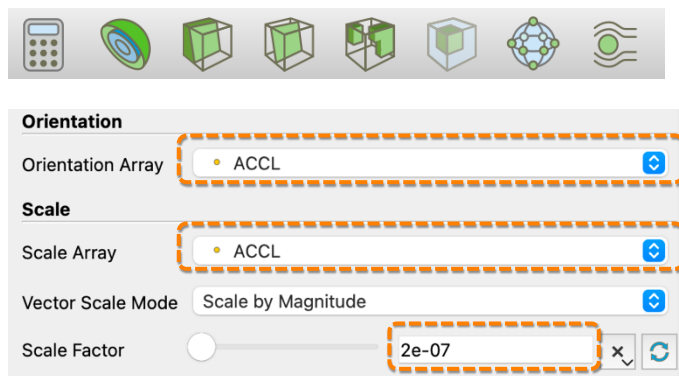 Orientation
Orientation Array ACCL
Scale
Scale Array ACCL
Vector Scale Mode Scale by Magnitude
Scale Factor 2e-07